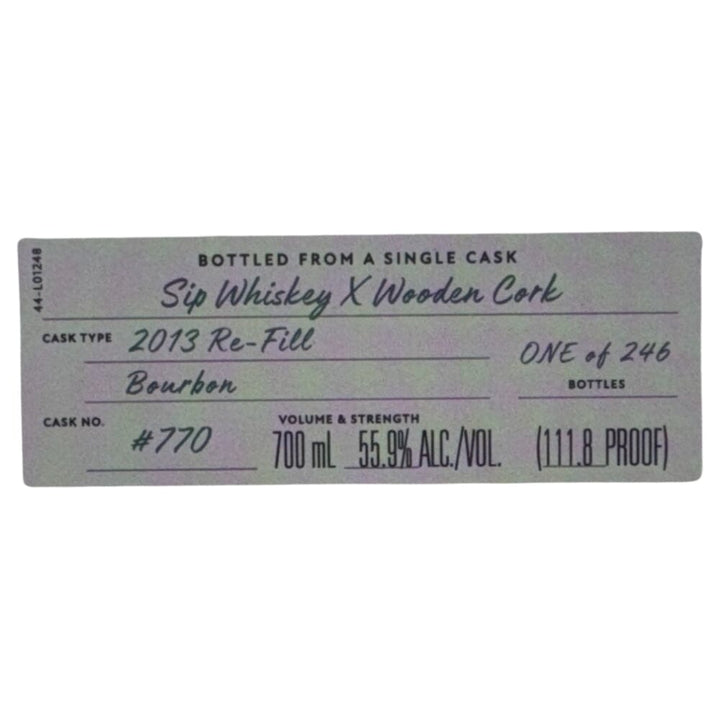 44-L01248
BOTTLED FROM A SINGLE CASK
Sip Whiskey X Wooden Cork
CASK TYPE 2013 Re-Fill
Bourbon
ONE of 246
BOTTLES
CASK NO. #770
VOLUME & STRENGTH
700 mL 55.9% ALC./VOL. (111.8 PROOF)